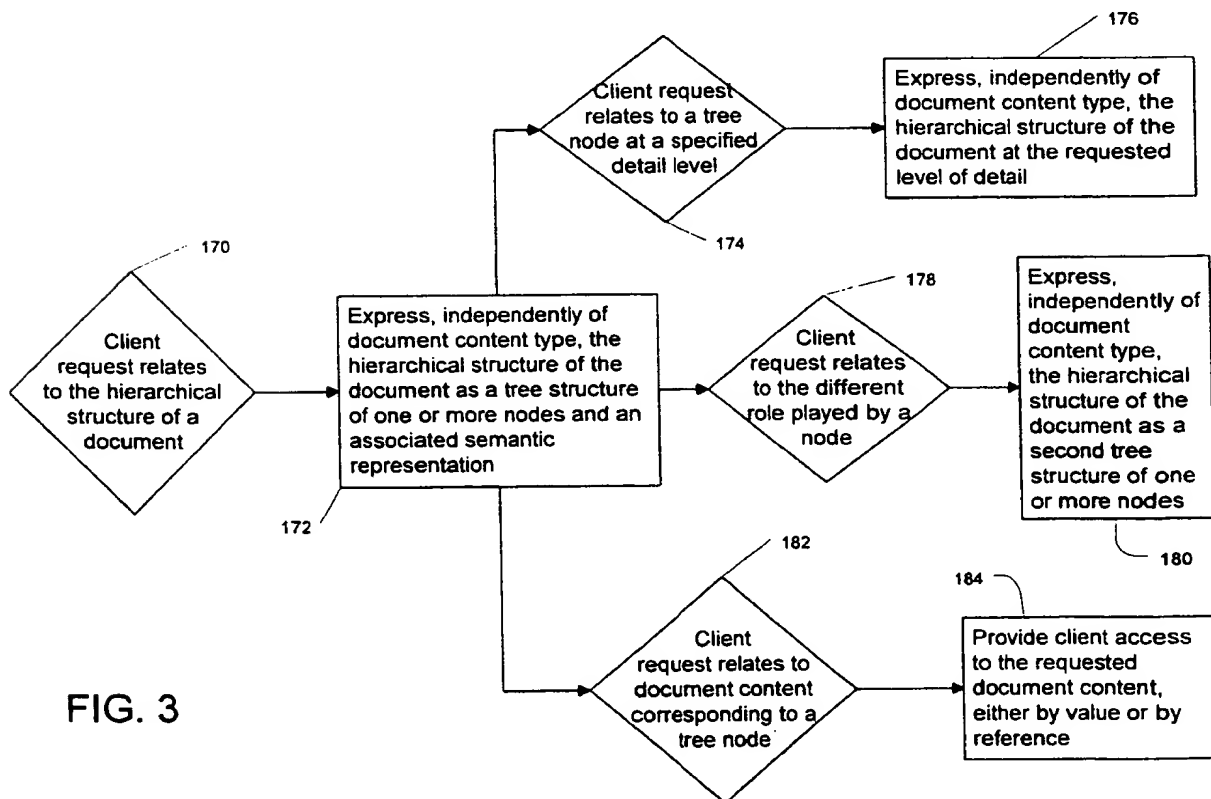 176
Client request
relates to a tree
node at a specified
detail level
Express, independently of
document content type, the
hierarchical structure of the
document at the requested
level of detail
174
170
Client
request relates
to the hierarchical
structure of a
document
Express, independently of
document content type, the
hierarchical structure of the
document as a tree structure
of one or more nodes and an
associated semantic
representation
172
178
Client
request relates
to the different
role played by a
node
Express,
independently of
document
content type,
the hierarchical
structure of the
document as a
second tree
structure of one
or more nodes
180
182
Client
request relates to
document content
corresponding to a
tree node
184
Provide client access
to the requested
document content,
either by value or by
reference
FIG. 3